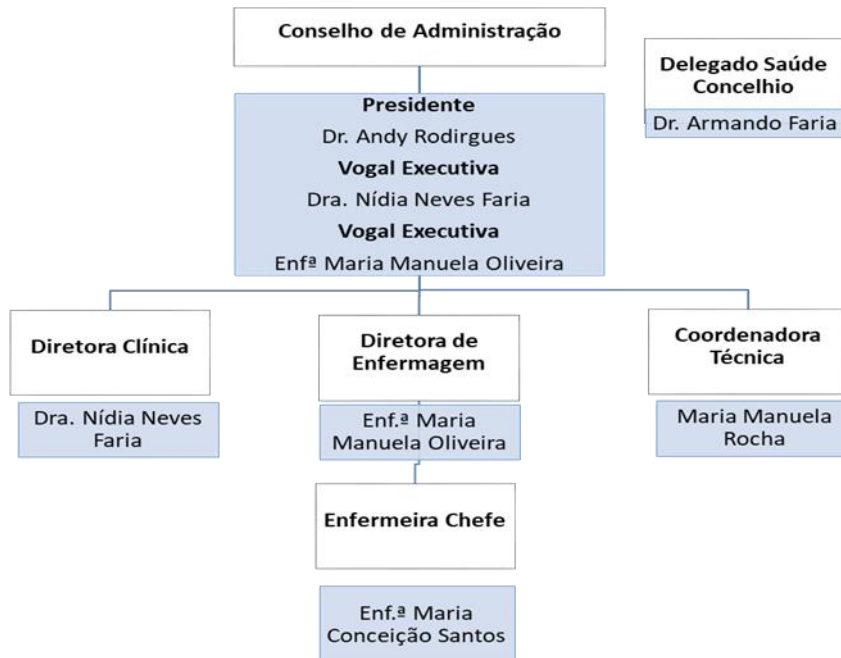 Conselho de Administração
Delegado Saúde
Concelhio
Dr. Armando Faria
Presidente
Dr. Andy Rodirgues
Vogal Executiva
Dra. Nídia Neves Faria
Vogal Executiva
Enfª Maria Manuela Oliveira
Diretora Clínica
Dra. Nídia Neves
Faria
Diretora de
Enfermagem
Enf.ª Maria
Manuela Oliveira
Coordenadora
Técnica
Maria Manuela
Rocha
Enfermeira Chefe
Enf.ª Maria
Conceição Santos